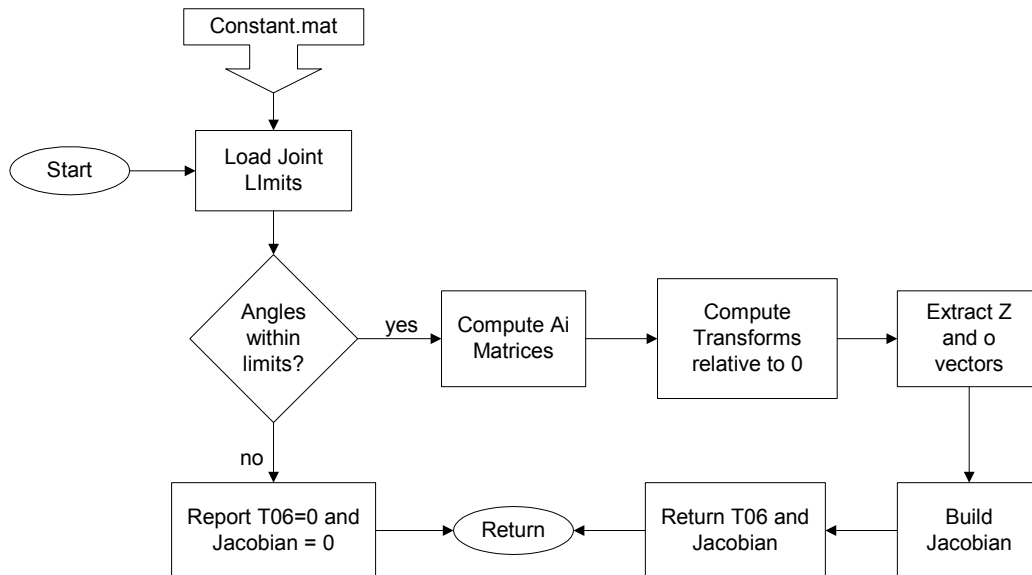 Constant.mat
Start
Load Joint
LImits
Angles
within
limits?
yes
Compute Ai
Matrices
Compute
Transforms
relative to 0
Extract Z
and o
vectors
no
Report T06=0 and
Jacobian = 0
Return
Return T06 and
Jacobian
Build
Jacobian